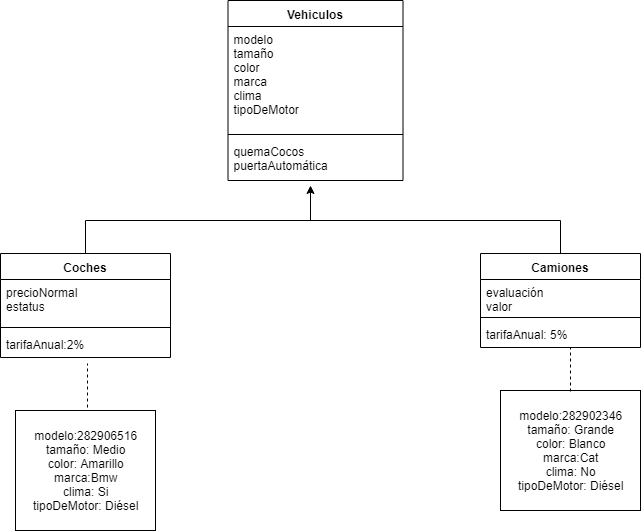 Vehiculos
modelo
tamaño
color
marca
clima
tipoDeMotor
quemaCocos
puertaAutomática
Coches
precioNormal
estatus
tarifaAnual:2%
Camiones
evaluación
valor
tarifaAnual: 5%
modelo:282906516
tamaño: Medio
color: Amarillo
marca:Bmw
clima: Si
tipoDeMotor: Diésel
modelo:282902346
tamaño: Grande
color: Blanco
marca:Cat
clima: No
tipoDeMotor: Diésel